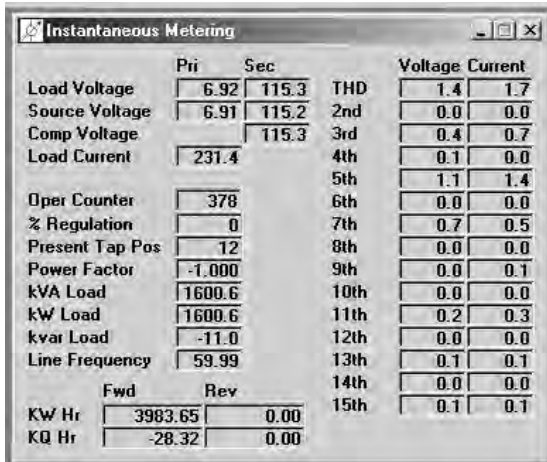 Instantaneous Metering
Pri Sec
Load Voltage 6.92 115.3
Source Voltage 6.91 115.2
Comp Voltage 115.3
Load Current 231.4
Oper Counter 378
% Regulation 0
Present Tap Pos 12
Power Factor -1.000
kVA Load 1600.6
kW Load 1600.6
kvar Load -11.0
Line Frequency 59.99
Fwd Rev
KW Hr 3983.65 0.00
KQ Hr -28.32 0.00
Voltage Current
THD 1.4 1.7
2nd 0.0 0.0
3rd 0.4 0.7
4th 0.1 0.0
5th 1.1 1.4
6th 0.0 0.0
7th 0.7 0.5
8th 0.0 0.0
9th 0.0 0.1
10th 0.0 0.0
11th 0.2 0.3
12th 0.0 0.0
13th 0.1 0.1
14th 0.0 0.0
15th 0.1 0.1